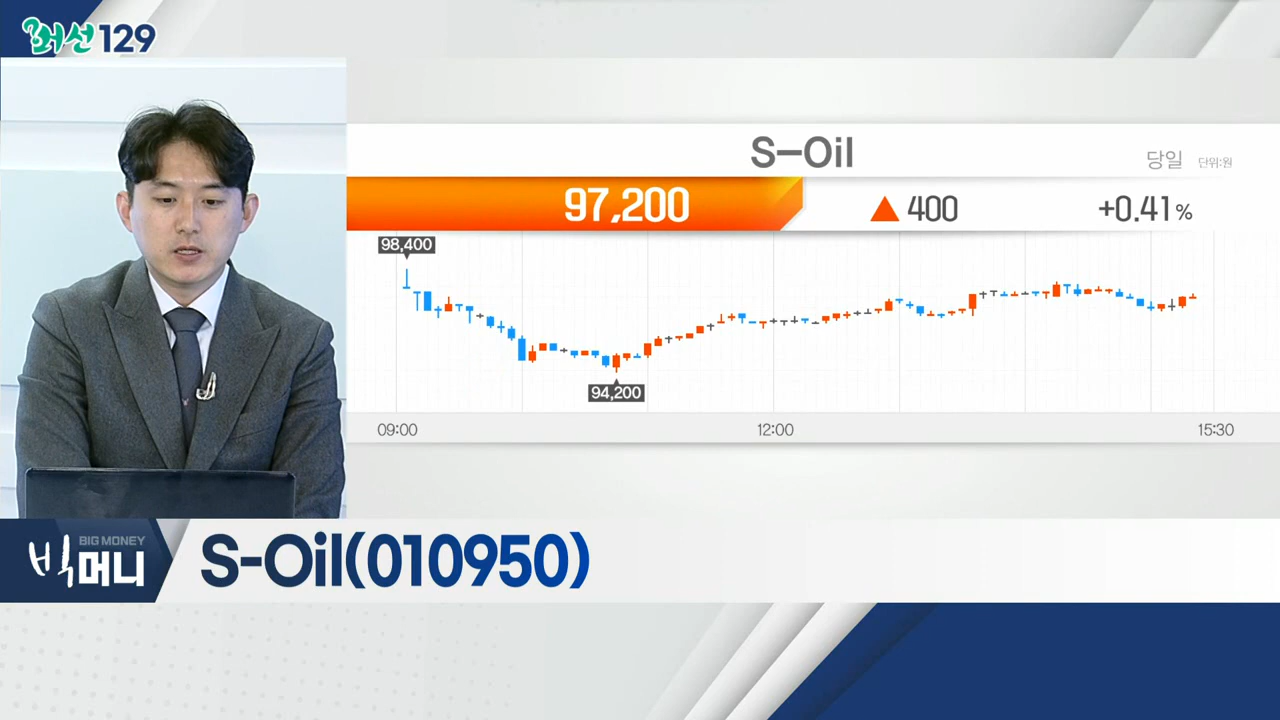 머선129
S-Oil
당일 단위:원
97,200 ▲400 +0.41%
98,400
94,200
09:00 12:00 15:30
BIG MONEY
빅머니
S-Oil(010950)